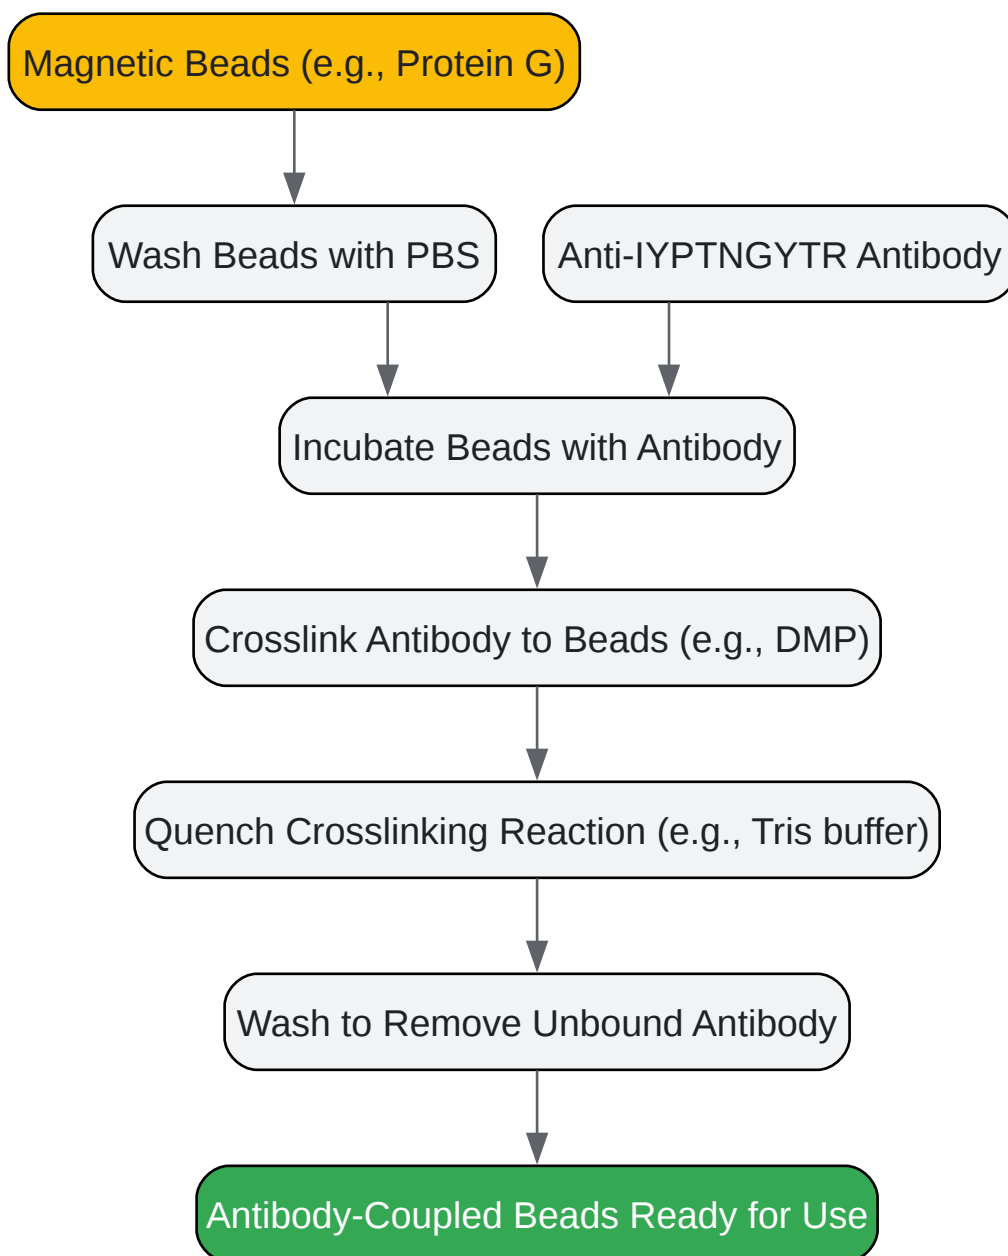 Magnetic Beads (e.g., Protein G)
Wash Beads with PBS
Anti-IYPTNGYTR Antibody
Incubate Beads with Antibody
Crosslink Antibody to Beads (e.g., DMP)
Quench Crosslinking Reaction (e.g., Tris buffer)
Wash to Remove Unbound Antibody
Antibody-Coupled Beads Ready for Use